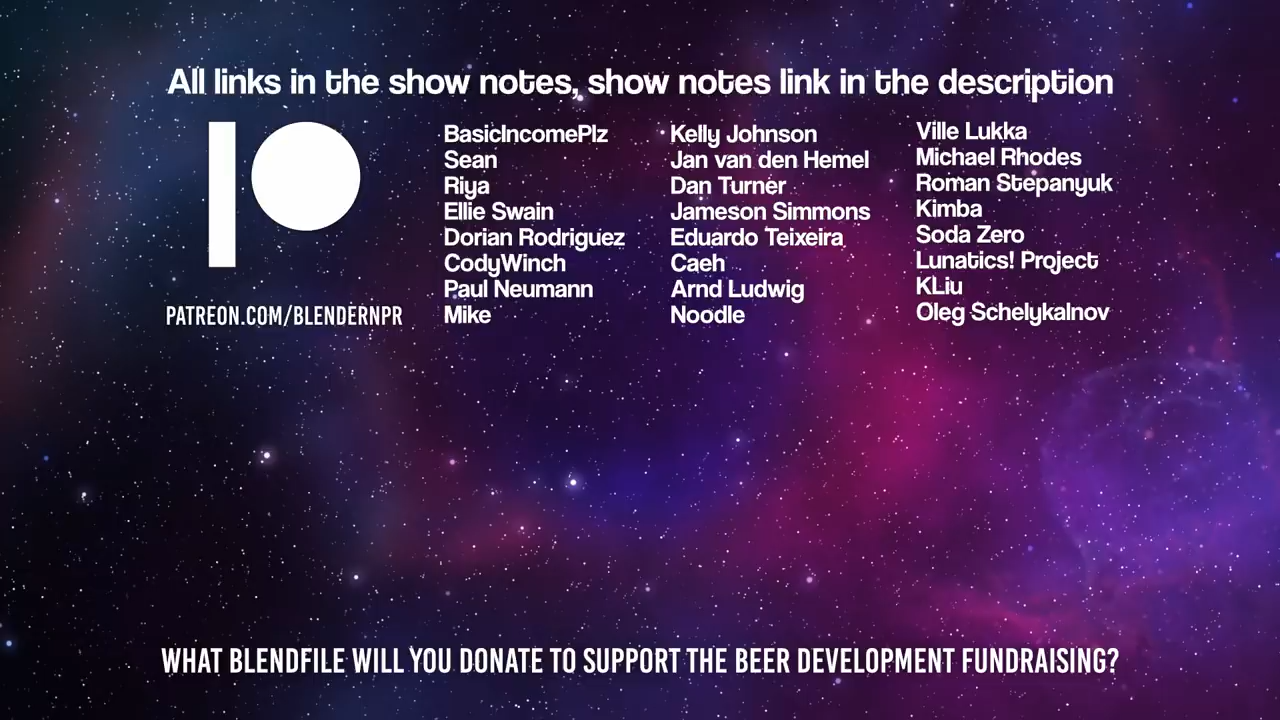 All links in the show notes, show notes link in the description
PATREON.COM/BLENDERNPR
BasicIncomePlz
Sean
Riya
Ellie Swain
Dorian Rodriguez
CodyWinch
Paul Neumann
Mike
Kelly Johnson
Jan van den Hemel
Dan Turner
Jameson Simmons
Eduardo Teixeira
Caeh
Arnd Ludwig
Noodle
Ville Lukka
Michael Rhodes
Roman Stepanyuk
Kimba
Soda Zero
Lunatics! Project
KLiu
Oleg Schelykalnov
WHAT BLENDFILE WILL YOU DONATE TO SUPPORT THE BEER DEVELOPMENT FUNDRAISING?